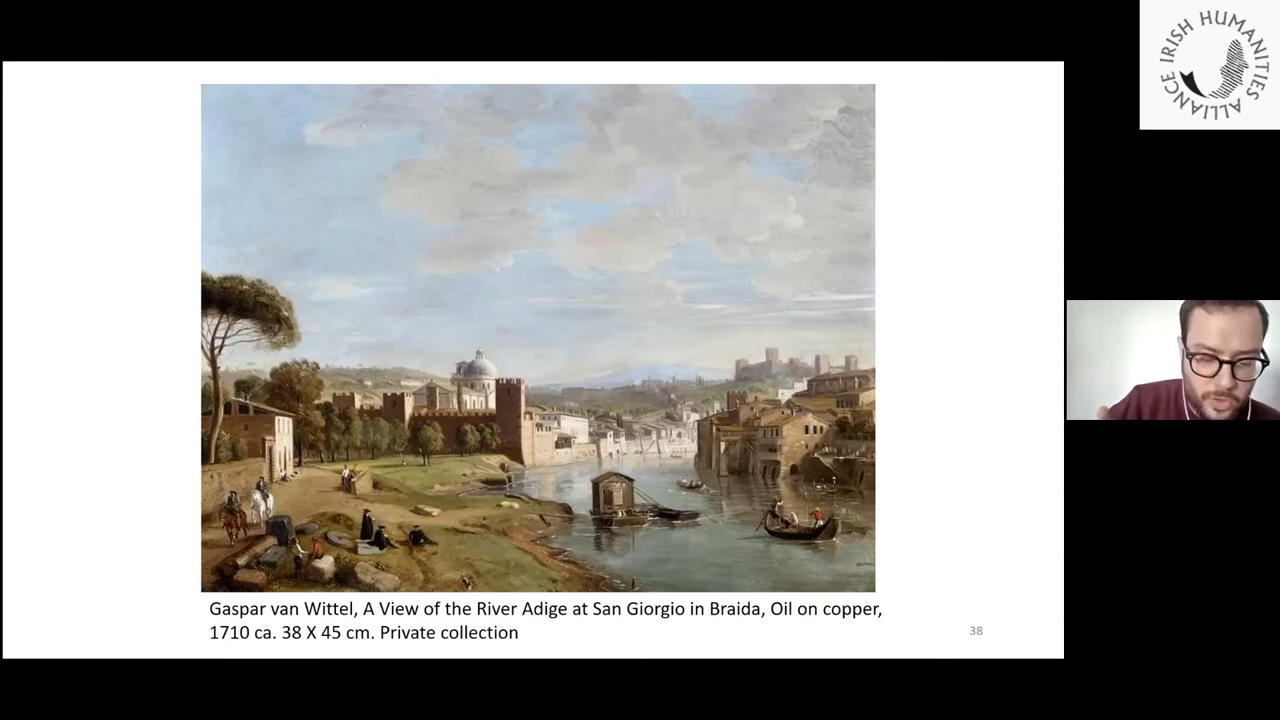 IRISH HUMANITIES ALLIANCE
Gaspar van Wittel, A View of the River Adige at San Giorgio in Braida, Oil on copper,
1710 ca. 38 X 45 cm. Private collection
38